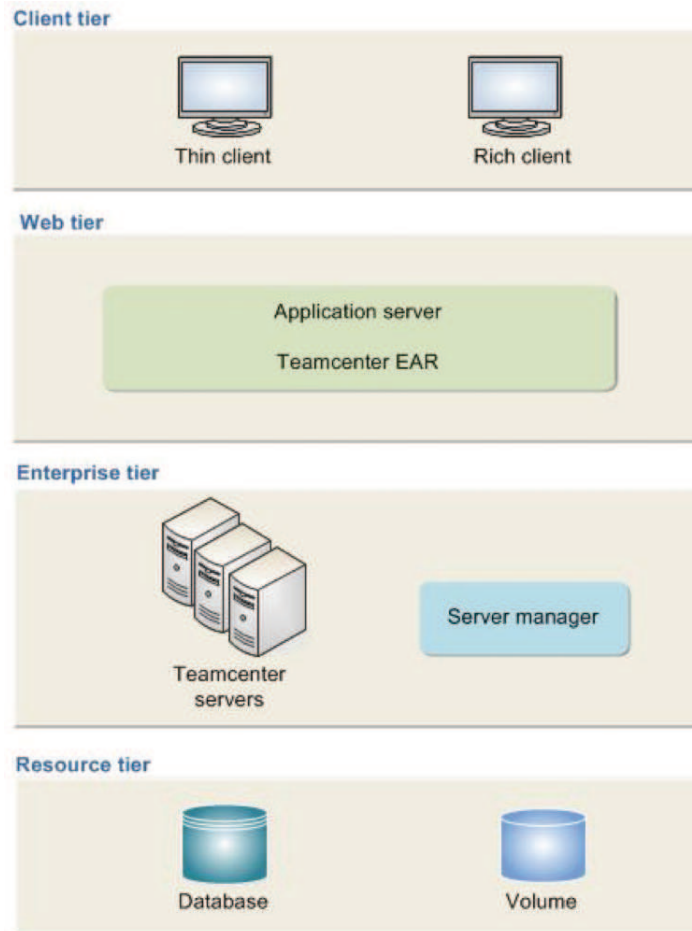 Client tier
Thin client
Rich client
Web tier
Application server
Teamcenter EAR
Enterprise tier
Teamcenter
servers
Server manager
Resource tier
Database
Volume